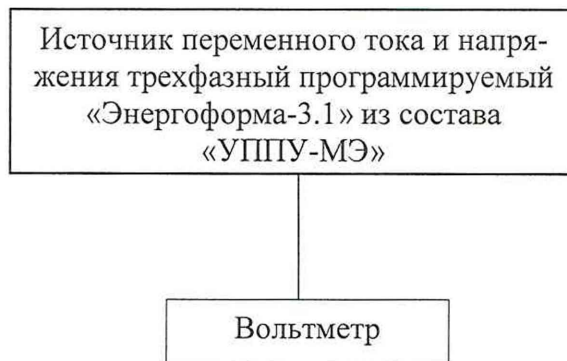 Источник переменного тока и напря-
жения трехфазный программируемый
«Энергоформа-3.1» из состава
«УППУ-МЭ»
Вольтметр